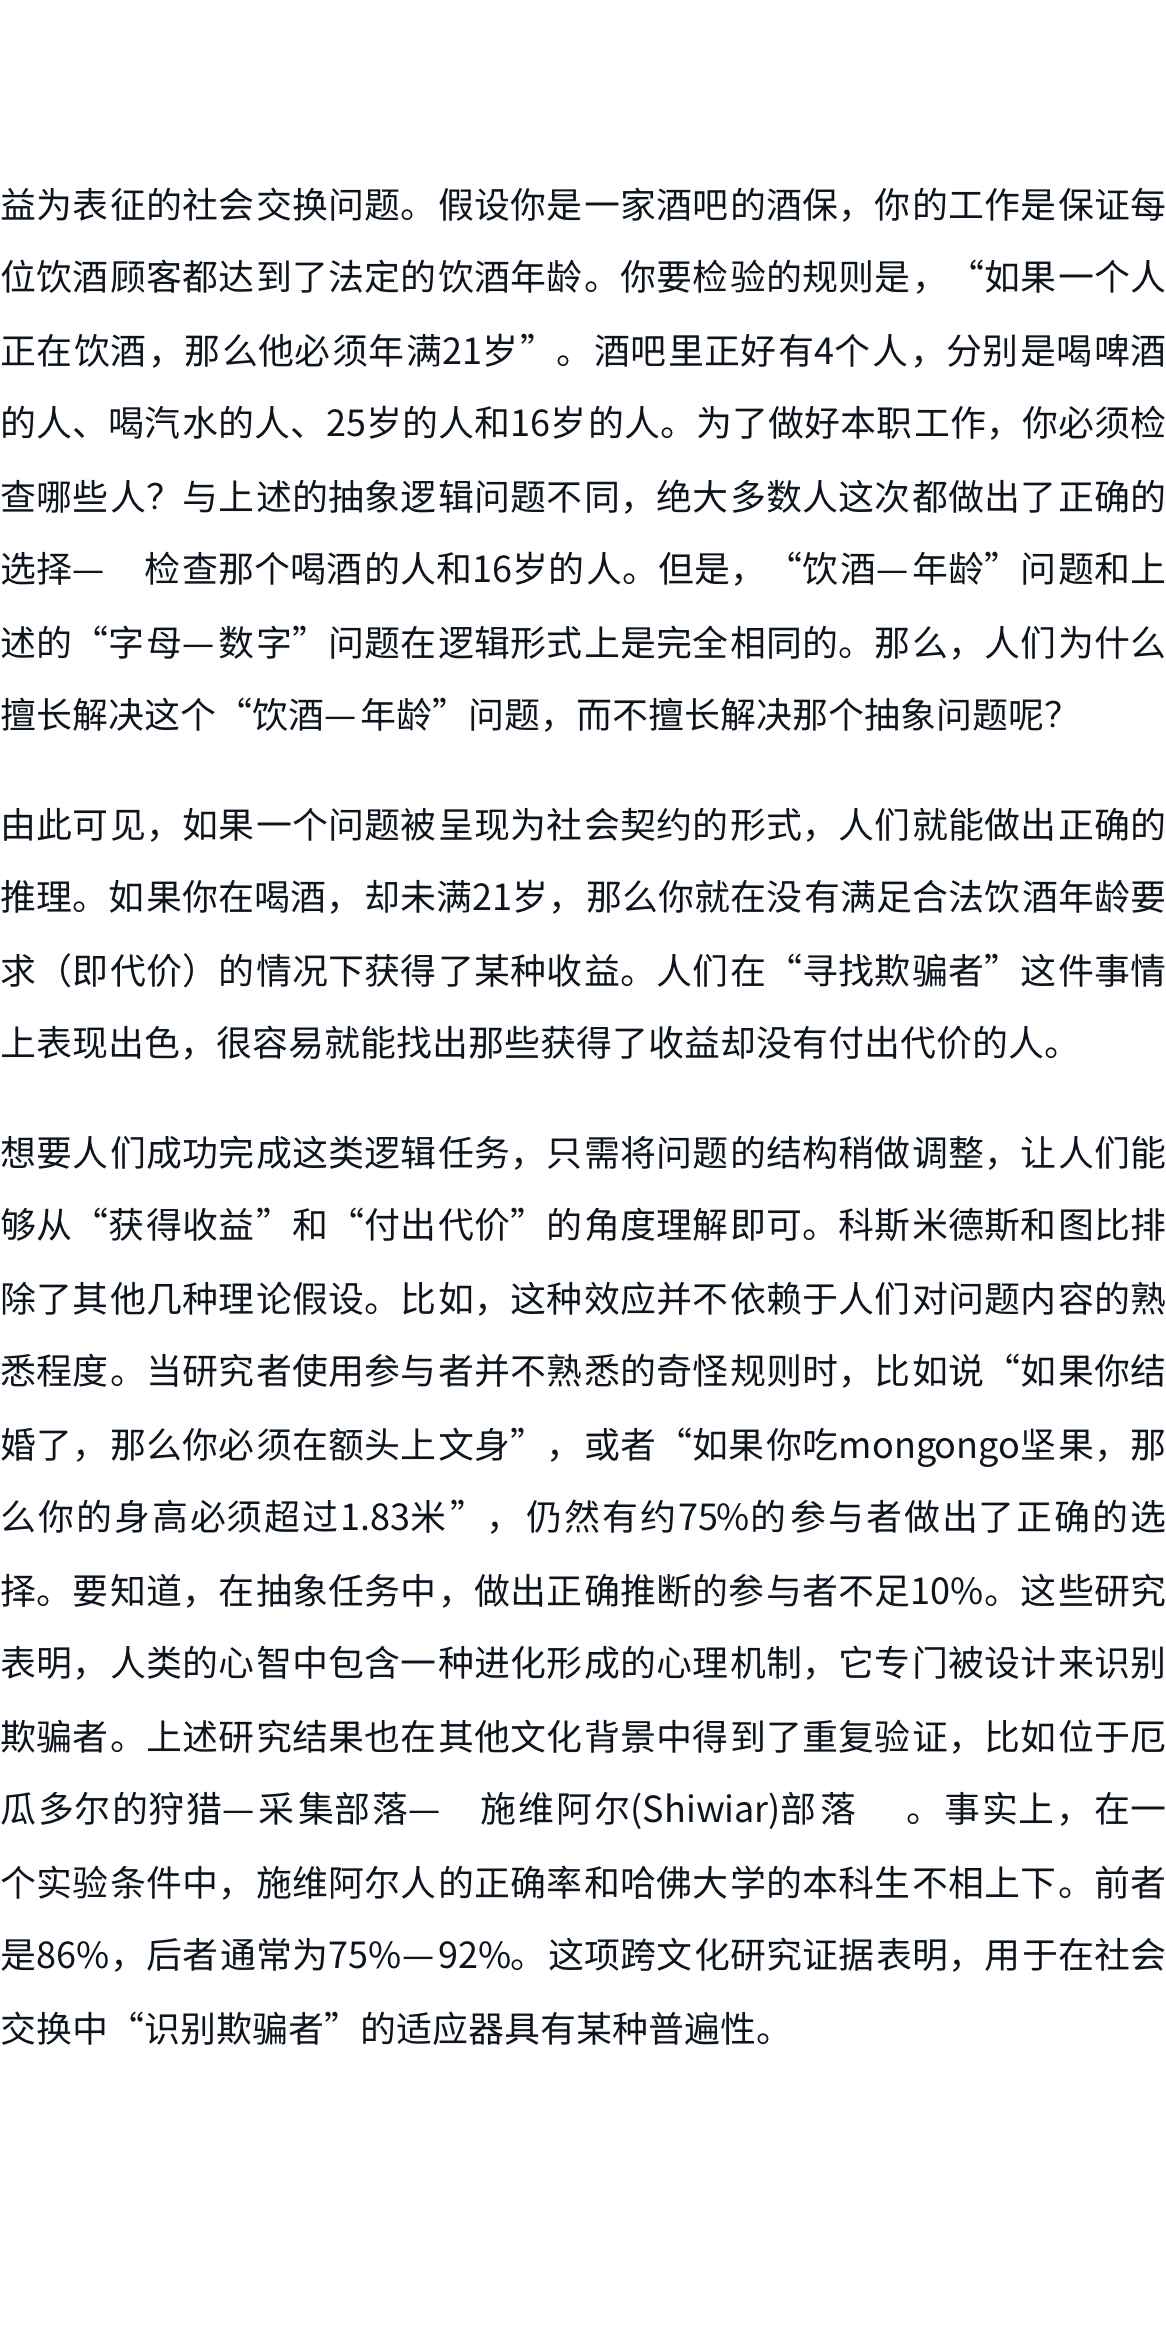 益为表征的社会交换问题。假设你是一家酒吧的酒保，你的工作是保证每
位饮酒顾客都达到了法定的饮酒年龄。你要检验的规则是，“如果一个人
正在饮酒，那么他必须年满21岁”。酒吧里正好有4个人，分别是喝啤酒
的人、喝汽水的人、25岁的人和16岁的人。为了做好本职工作，你必须检
查哪些人？与上述的抽象逻辑问题不同，绝大多数人这次都做出了正确的
选择— 检查那个喝酒的人和16岁的人。但是，“饮酒—年龄”问题和上
述的“字母—数字”问题在逻辑形式上是完全相同的。那么，人们为什么
擅长解决这个“饮酒—年龄”问题，而不擅长解决那个抽象问题呢？
由此可见，如果一个问题被呈现为社会契约的形式，人们就能做出正确的
推理。如果你在喝酒，却未满21岁，那么你就在没有满足合法饮酒年龄要
求（即代价）的情况下获得了某种收益。人们在“寻找欺骗者”这件事情
上表现出色，很容易就能找出那些获得了收益却没有付出代价的人。
想要人们成功完成这类逻辑任务，只需将问题的结构稍做调整，让人们能
够从“获得收益”和“付出代价”的角度理解即可。科斯米德斯和图比排
除了其他几种理论假设。比如，这种效应并不依赖于人们对问题内容的熟
悉程度。当研究者使用参与者并不熟悉的奇怪规则时，比如说“如果你结
婚了，那么你必须在额头上文身”，或者“如果你吃mongongo坚果，那
么你的身高必须超过1.83米”，仍然有约75%的参与者做出了正确的选
择。要知道，在抽象任务中，做出正确推断的参与者不足10%。这些研究
表明，人类的心智中包含一种进化形成的心理机制，它专门被设计来识别
欺骗者。上述研究结果也在其他文化背景中得到了重复验证，比如位于厄
瓜多尔的狩猎—采集部落— 施维阿尔(Shiwiar)部落 。事实上，在一
个实验条件中，施维阿尔人的正确率和哈佛大学的本科生不相上下。前者
是86%，后者通常为75%—92%。这项跨文化研究证据表明，用于在社会
交换中“识别欺骗者”的适应器具有某种普遍性。